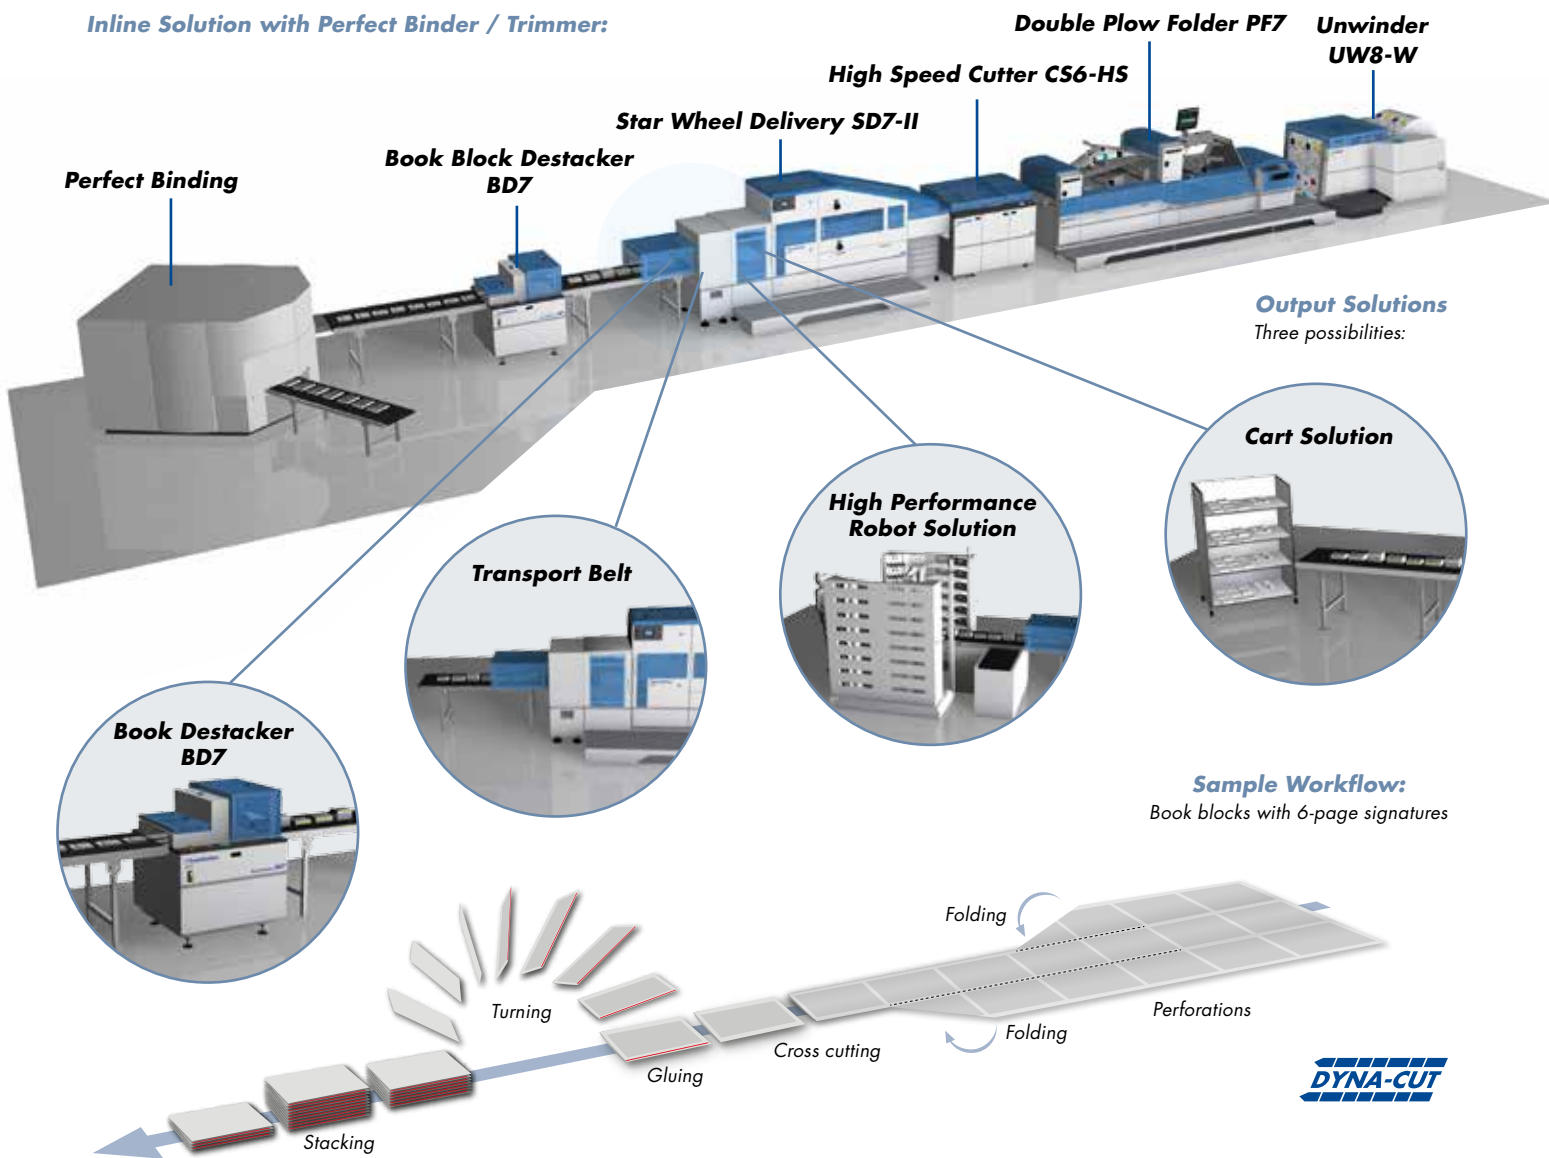 Inline Solution with Perfect Binder / Trimmer:
Double Plow Folder PF7
Unwinder
UW8-W
High Speed Cutter CS6-HS
Star Wheel Delivery SD7-II
Book Block Destacker
BD7
Perfect Binding
Output Solutions
Three possibilities:
Cart Solution
High Performance
Robot Solution
Transport Belt
Book Destacker
BD7
Sample Workflow:
Book blocks with 6-page signatures
Folding
Perforations
Folding
Turning
Cross cutting
Gluing
Stacking
DYNA-CUT